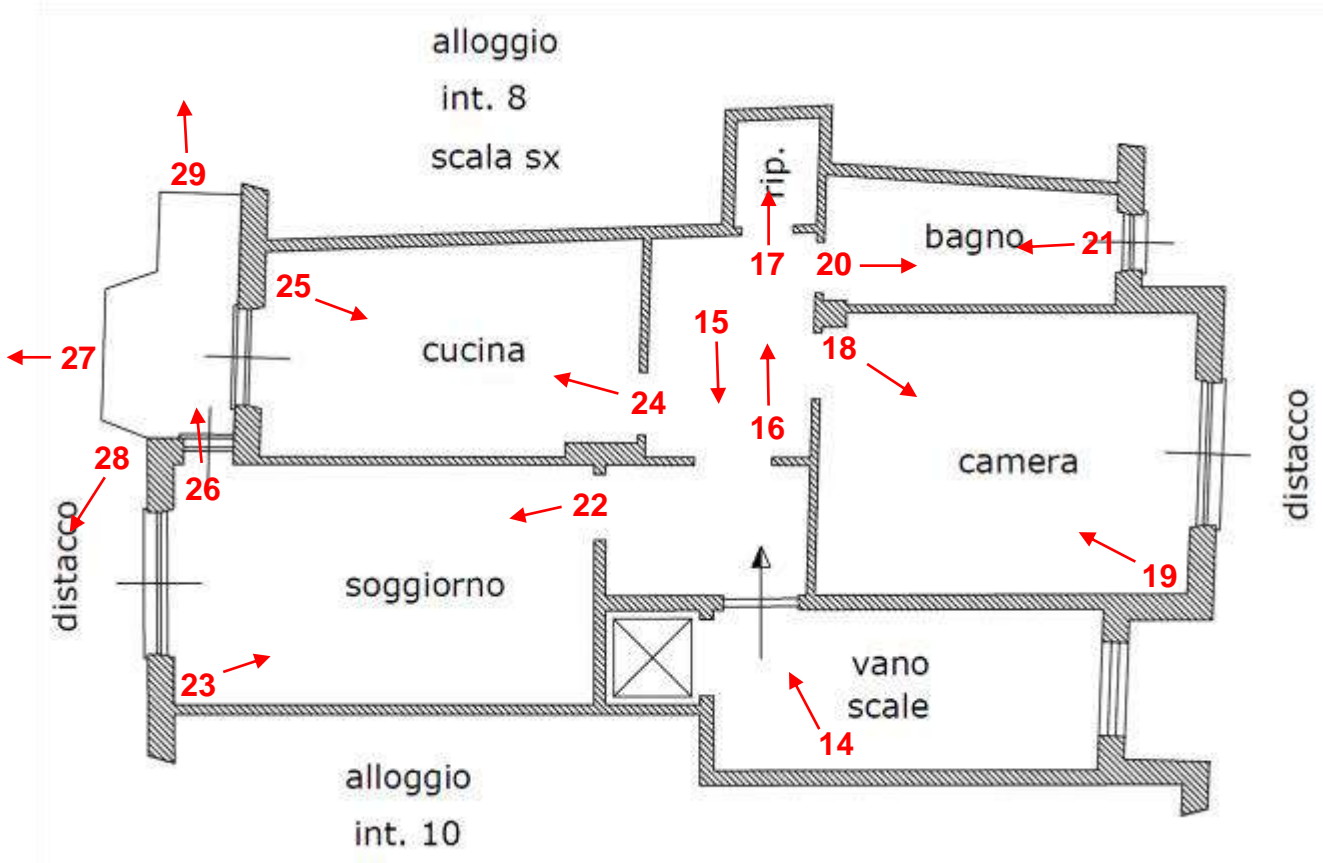 alloggio
int. 8
scala sx
29
rip.
bagno
21
17
20
25
15
18
27
cucina
24
16
28
26
camera
distacco
22
distacco
soggiorno
19
23
vano
scale
14
alloggio
int. 10